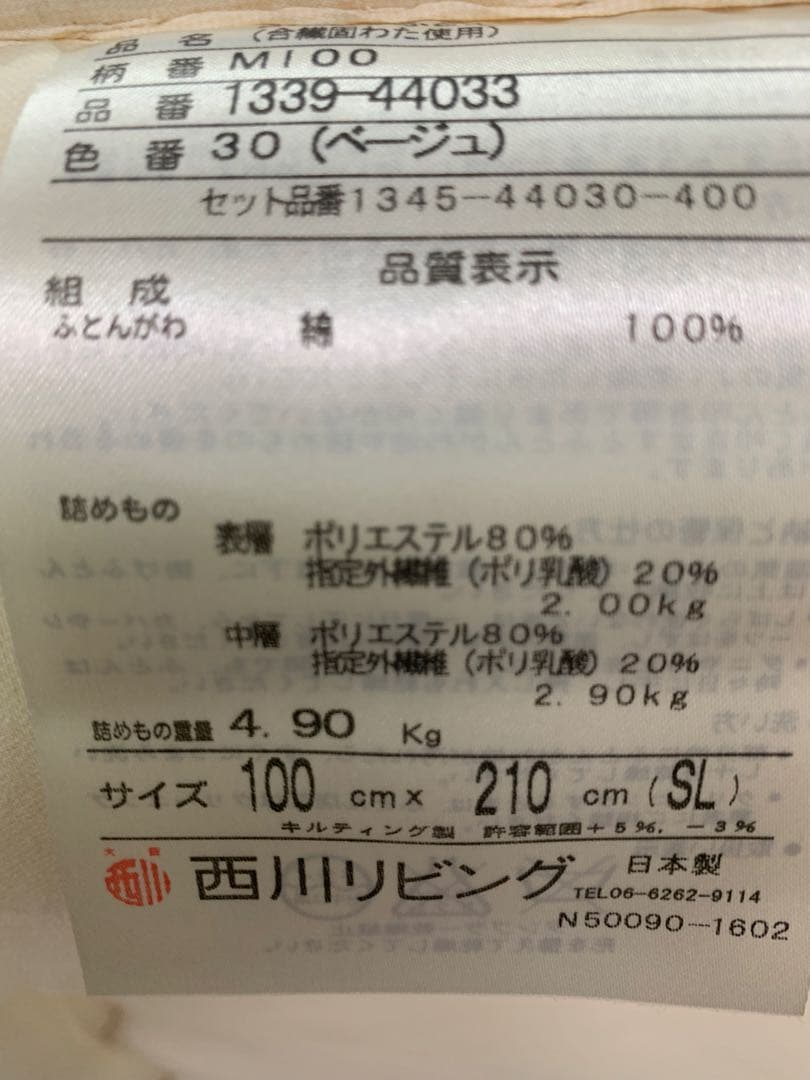 品 名 (合繊固わた使用)
柄 番 M100
品 番 1339-44033
色 番 30 (ベージュ)
セット品番1345-44030-400
品質表示
組 成
ふとんがわ 綿 100%
詰めもの
表層 ポリエステル80%
指定外繊維(ポリ乳酸)20%
2.00kg
中層 ポリエステル80%
指定外繊維(ポリ乳酸)20%
2.90kg
詰めもの重量 4.90 Kg
サイズ 100 cm× 210 cm(SL)
キルティング製 許容範囲+5%,-3%
西川 西川リビング 日本製
TEL06-6262-9114
N50090-1602